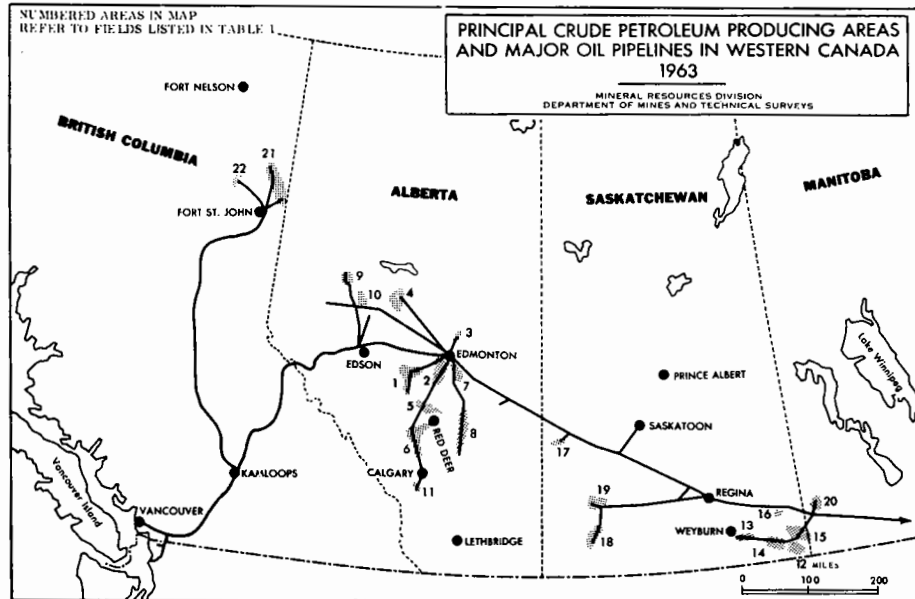 NUMBERED AREAS IN MAP
REFER TO FIELDS LISTED IN TABLE 1
PRINCIPAL CRUDE PETROLEUM PRODUCING AREAS
AND MAJOR OIL PIPELINES IN WESTERN CANADA
1963
MINERAL RESOURCES DIVISION
DEPARTMENT OF MINES AND TECHNICAL SURVEYS
FORT NELSON
BRITISH COLUMBIA
21
22
ALBERTA
SASKATCHEWAN
MANITOBA
FORT ST. JOHN
9
10
4
3
EDSON
EDMONTON
1
2
7
PRINCE ALBERT
Lake Winnipeg
5
6
RED DEER
8
SASKATOON
17
KAMLOOPS
CALGARY
11
Vancouver Island
VANCOUVER
19
REGINA
20
16
LETHBRIDGE
18
WEYBURN
13
14
15
12 MILES
0 100 200